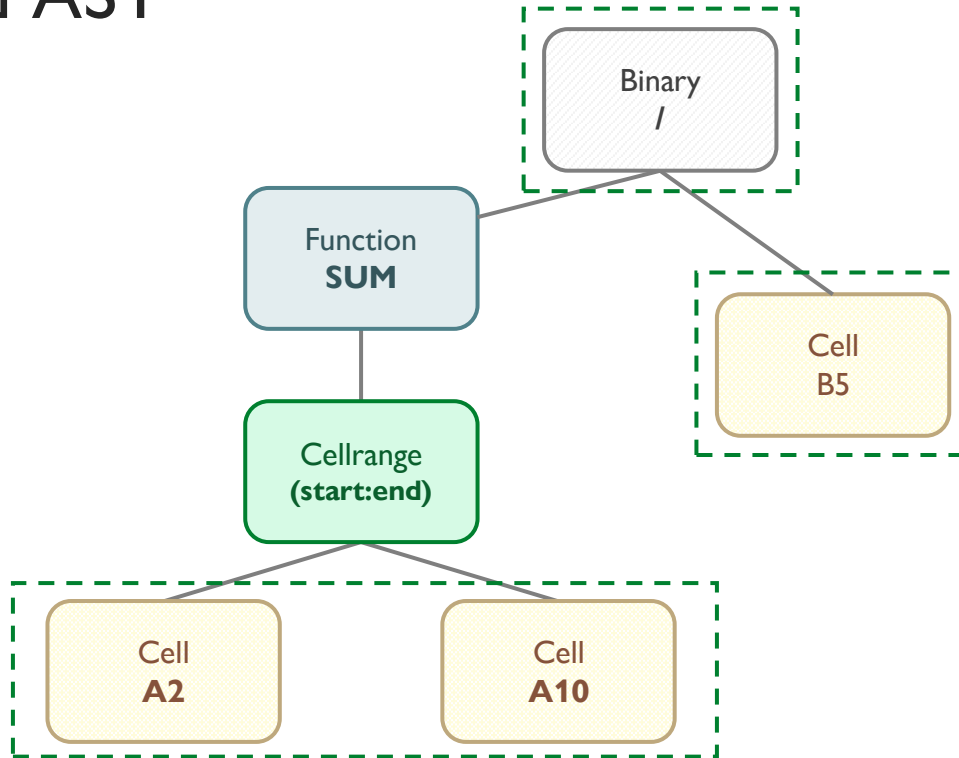 AST
Binary
/
Function
SUM
Cell
B5
Cellrange
(start:end)
Cell
A2
Cell
A10